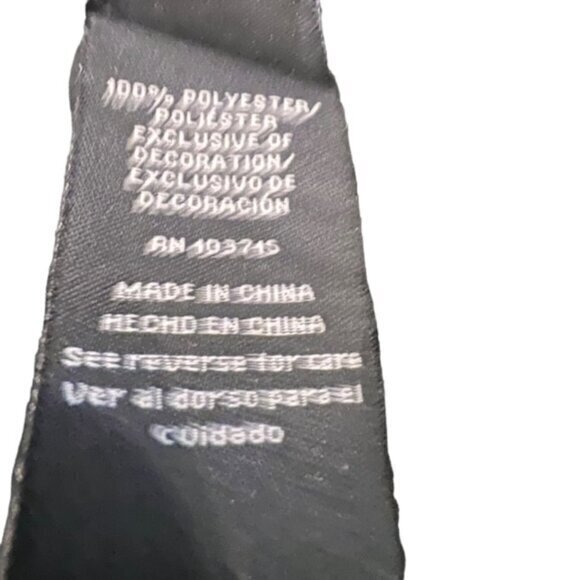 100% POLYESTER/
POLIÉSTER
EXCLUSIVE OF
DECORATION/
EXCLUSIVO DE
DECORACIÓN
RN 103715
MADE IN CHINA
HECHO EN CHINA
See reverse for care
Ver al dorso para el
cuidado